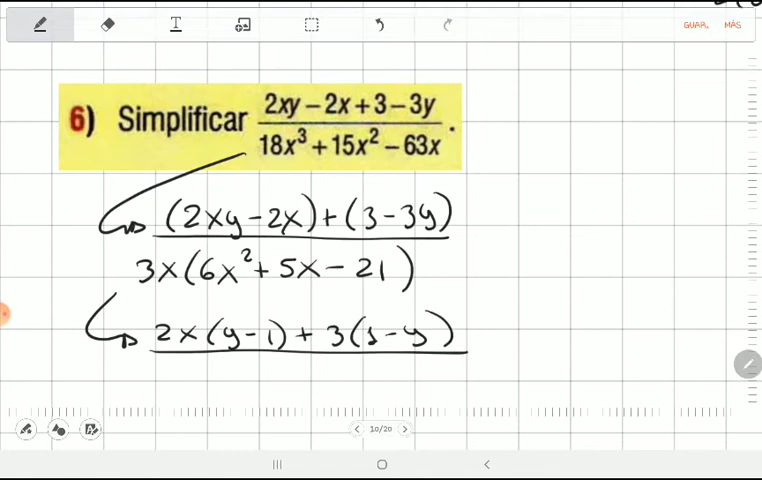 T
GUAR.
MÁS
6) Simplificar 2xy – 2x + 3 – 3y
18x³ + 15x² – 63x .
(2xy - 2x) + (3 - 3y)
3x(6x² + 5x - 21)
2x(y - 1) + 3(1 - y)
10/20